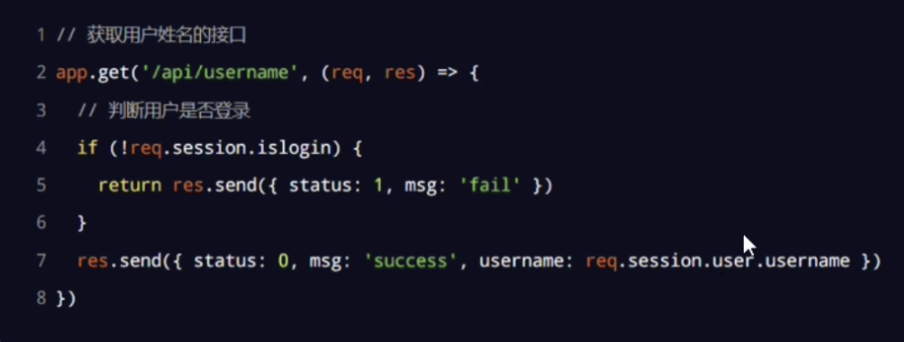 1 // 获取用户姓名的接口
2 app.get('/api/username', (req, res) => {
3 // 判断用户是否登录
4 if (!req.session.islogin) {
5 return res.send({ status: 1, msg: 'fail' })
6 }
7 res.send({ status: 0, msg: 'success', username: req.session.user.username })
8 })